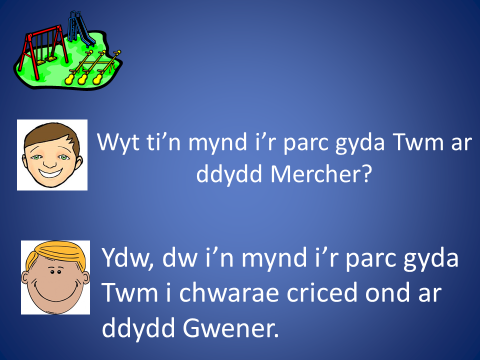 Wyt ti’n mynd i’r parc gyda Twm ar
ddydd Mercher?
Ydw, dw i’n mynd i’r parc gyda
Twm i chwarae criced ond ar
ddydd Gwener.